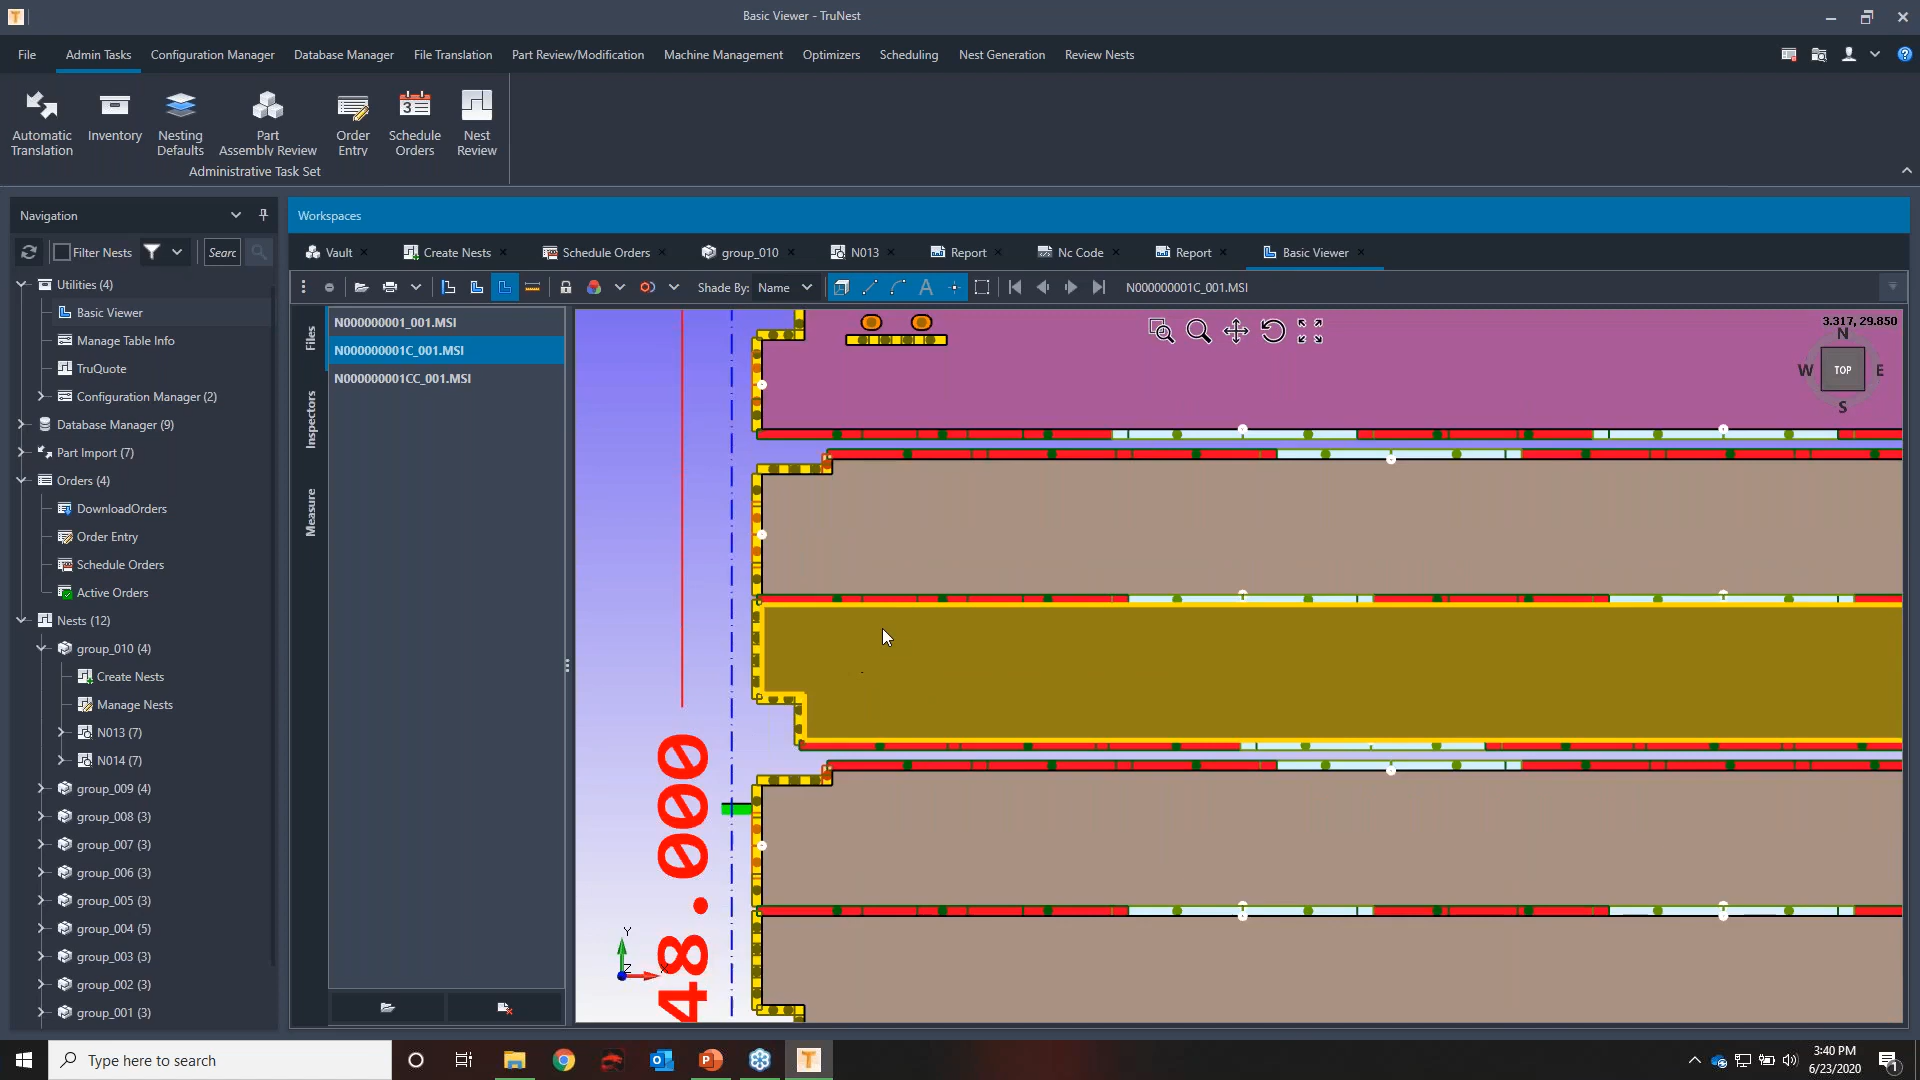 Basic Viewer - TruNest
File
Admin Tasks
Configuration Manager
Database Manager
File Translation
Part Review/Modification
Machine Management
Optimizers
Scheduling
Nest Generation
Review Nests
Automatic
Translation
Inventory
Nesting
Defaults
Part
Assembly Review
Order
Entry
Schedule
Orders
Nest
Review
Administrative Task Set
Navigation
Filter Nests
Searc
Utilities (4)
Basic Viewer
Manage Table Info
TruQuote
Configuration Manager (2)
Database Manager (9)
Part Import (7)
Orders (4)
DownloadOrders
Order Entry
Schedule Orders
Active Orders
Nests (12)
group_010 (4)
Create Nests
Manage Nests
N013 (7)
N014 (7)
group_009 (4)
group_008 (3)
group_007 (3)
group_006 (3)
group_005 (3)
group_004 (5)
group_003 (3)
group_002 (3)
group_001 (3)
Workspaces
Vault
Create Nests
Schedule Orders
group_010
N013
Report
Nc Code
Report
Basic Viewer
Shade By:
Name
N000000001C_001.MSI
Files
Inspectors
Measure
N000000001_001.MSI
N000000001C_001.MSI
N000000001CC_001.MSI
3.317, 29.850
N
W
TOP
E
S
48.000
Y
Z
X
Type here to search
3:40 PM
6/23/2020
1